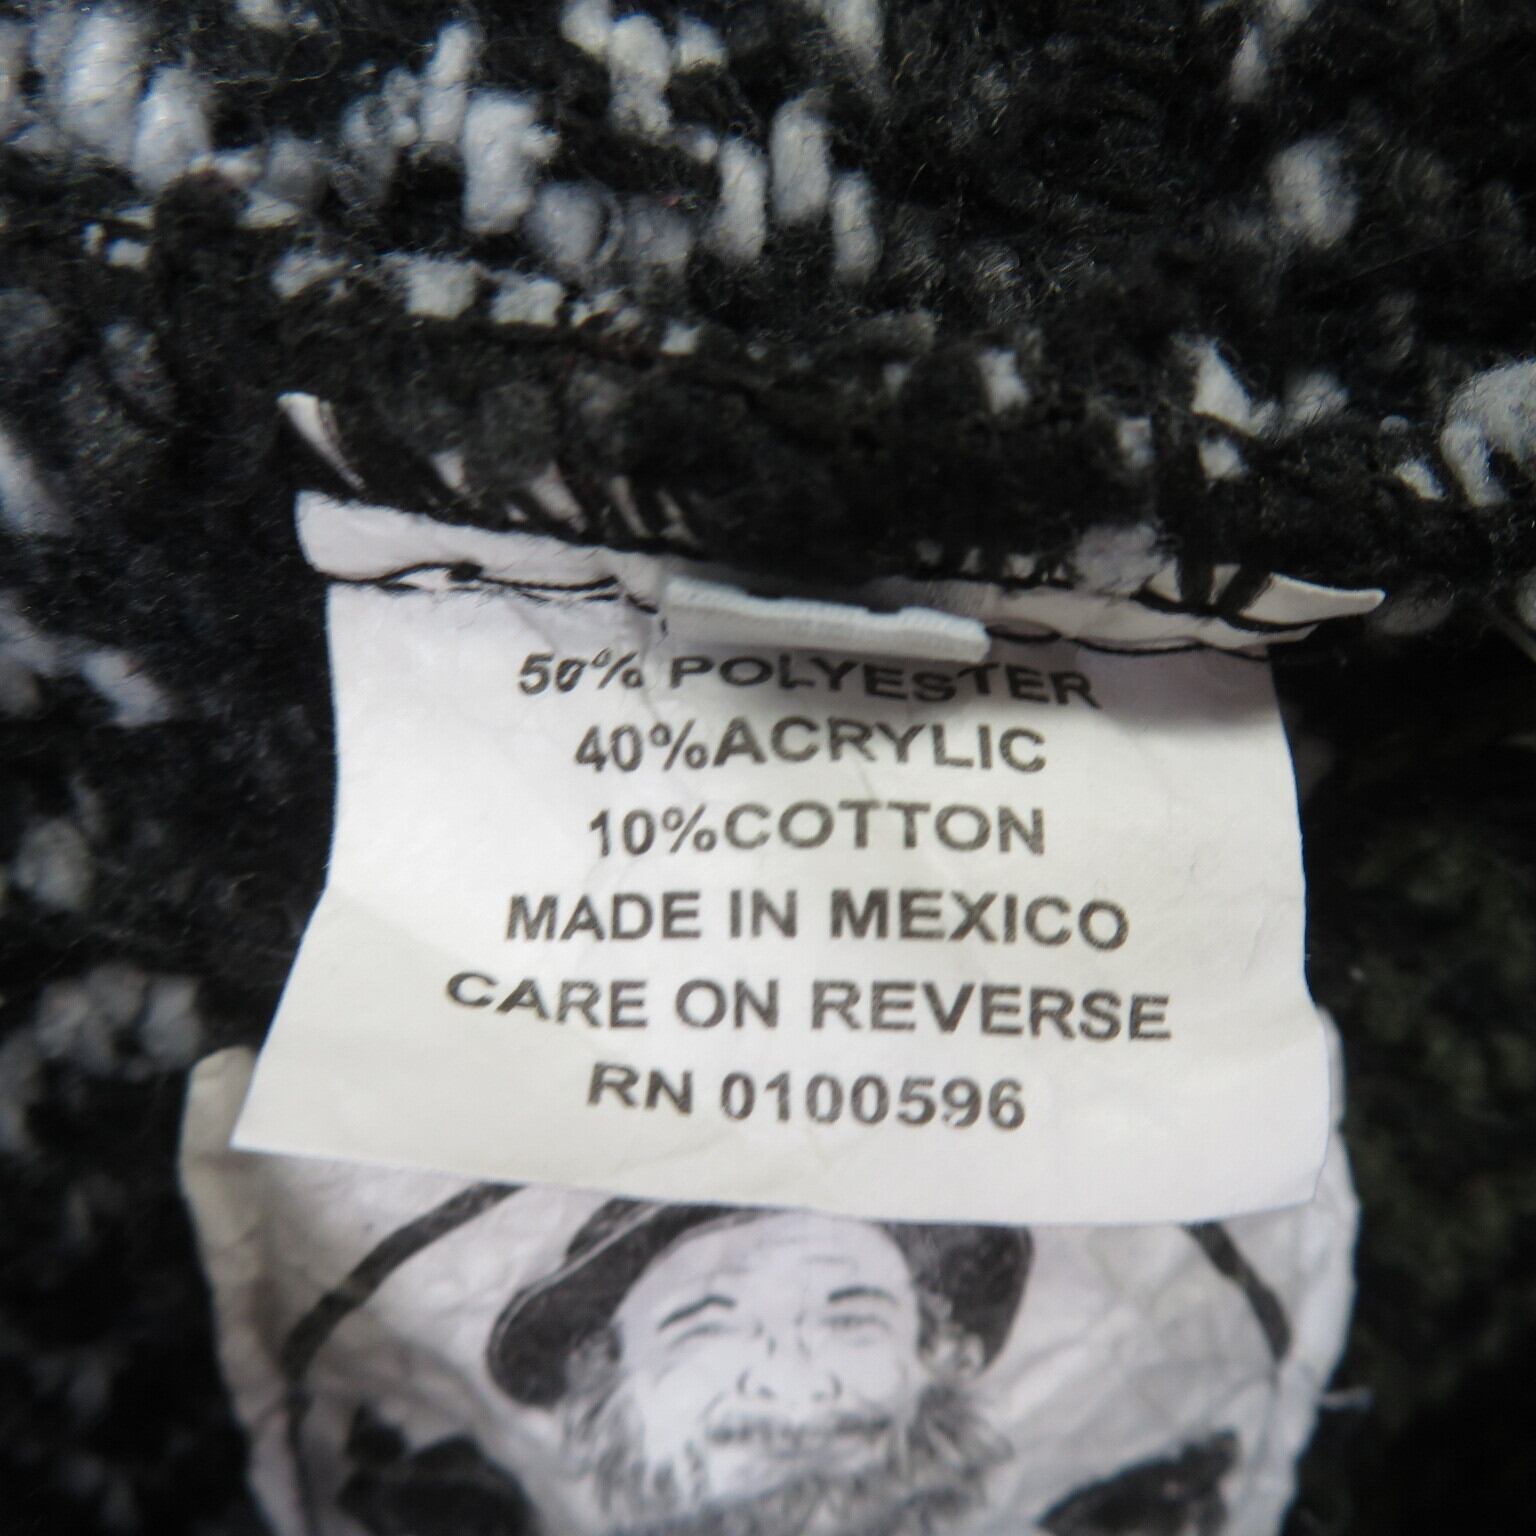 50% POLYESTER
40%ACRYLIC
10%COTTON
MADE IN MEXICO
CARE ON REVERSE
RN 0100596